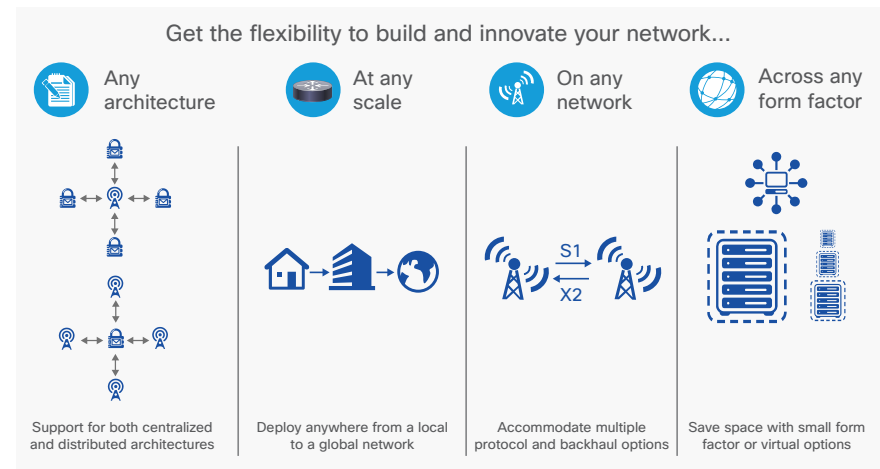 Get the flexibility to build and innovate your network...
Any
architecture
At any
scale
On any
network
Across any
form factor
S1
X2
Support for both centralized
and distributed architectures
Deploy anywhere from a local
to a global network
Accommodate multiple
protocol and backhaul options
Save space with small form
factor or virtual options